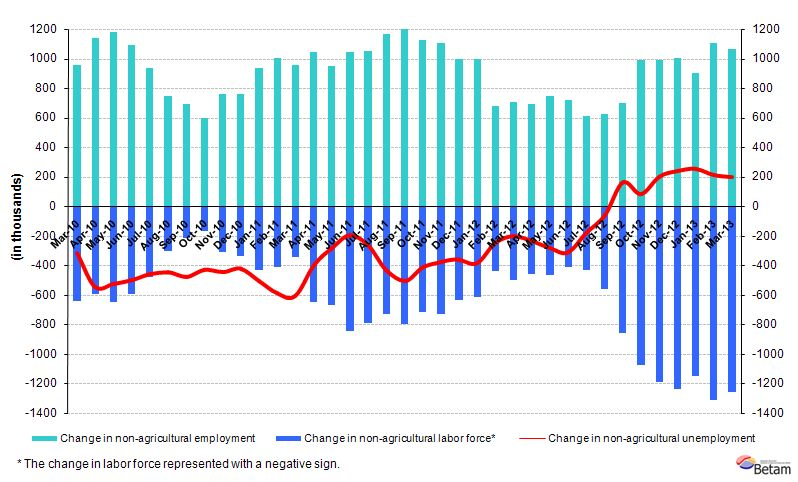 1200 1200
1000 1000
800 800
600 600
400 400
200 200
0 0
-200 -200
-400 -400
-600 -600
-800 -800
-1000 -1000
-1200 -1200
-1400 -1400
(in thousands)
Mar-10 Apr-10 May-10 Jun-10 Jul-10 Aug-10 Sep-10 Oct-10 Nov-10 Dec-10 Jan-11 Feb-11 Mar-11 Apr-11 May-11 Jun-11 Jul-11 Aug-11 Sep-11 Oct-11 Nov-11 Dec-11 Jan-12 Feb-12 Mar-12 Apr-12 May-12 Jun-12 Jul-12 Aug-12 Sep-12 Oct-12 Nov-12 Dec-12 Jan-13 Feb-13 Mar-13
Change in non-agricultural employment Change in non-agricultural labor force* Change in non-agricultural unemployment
* The change in labor force represented with a negative sign.
Betam